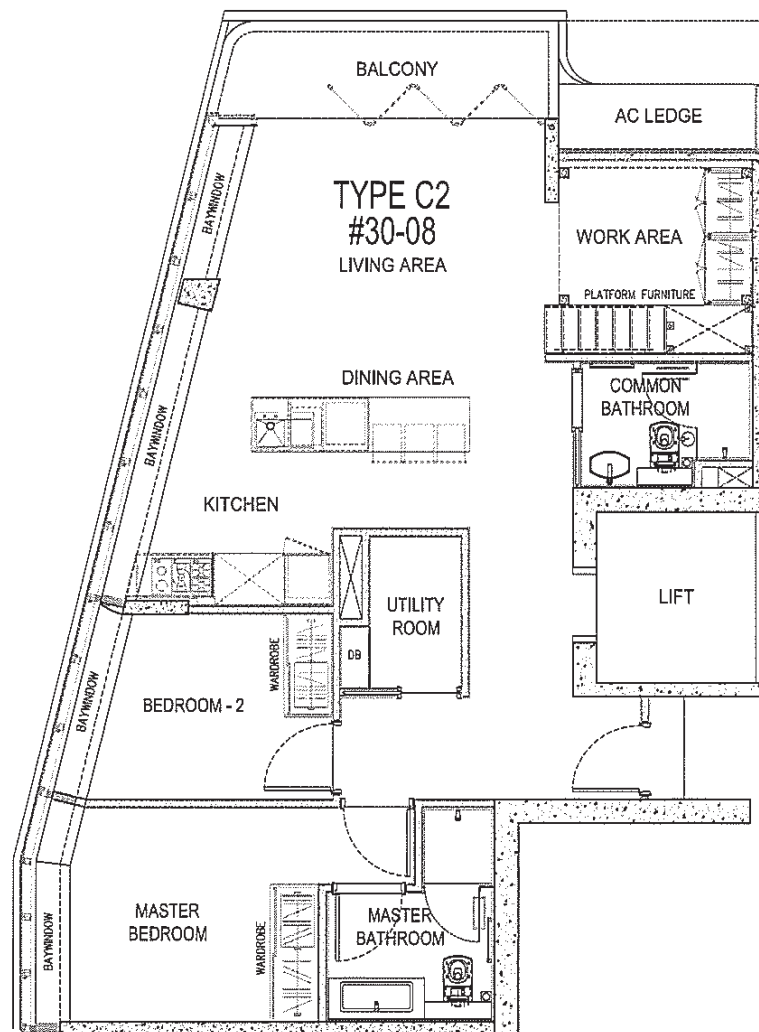 BALCONY
AC LEDGE
BAYWINDOW
TYPE C2
#30-08
LIVING AREA
WORK AREA
PLATFORM FURNITURE
DINING AREA
COMMON
BATHROOM
BAYWINDOW
KITCHEN
UTILITY
ROOM
LIFT
DB
WARDROBE
BAYWINDOW
BEDROOM - 2
MASTER
BEDROOM
WARDROBE
MASTER
BATHROOM
BAYWINDOW